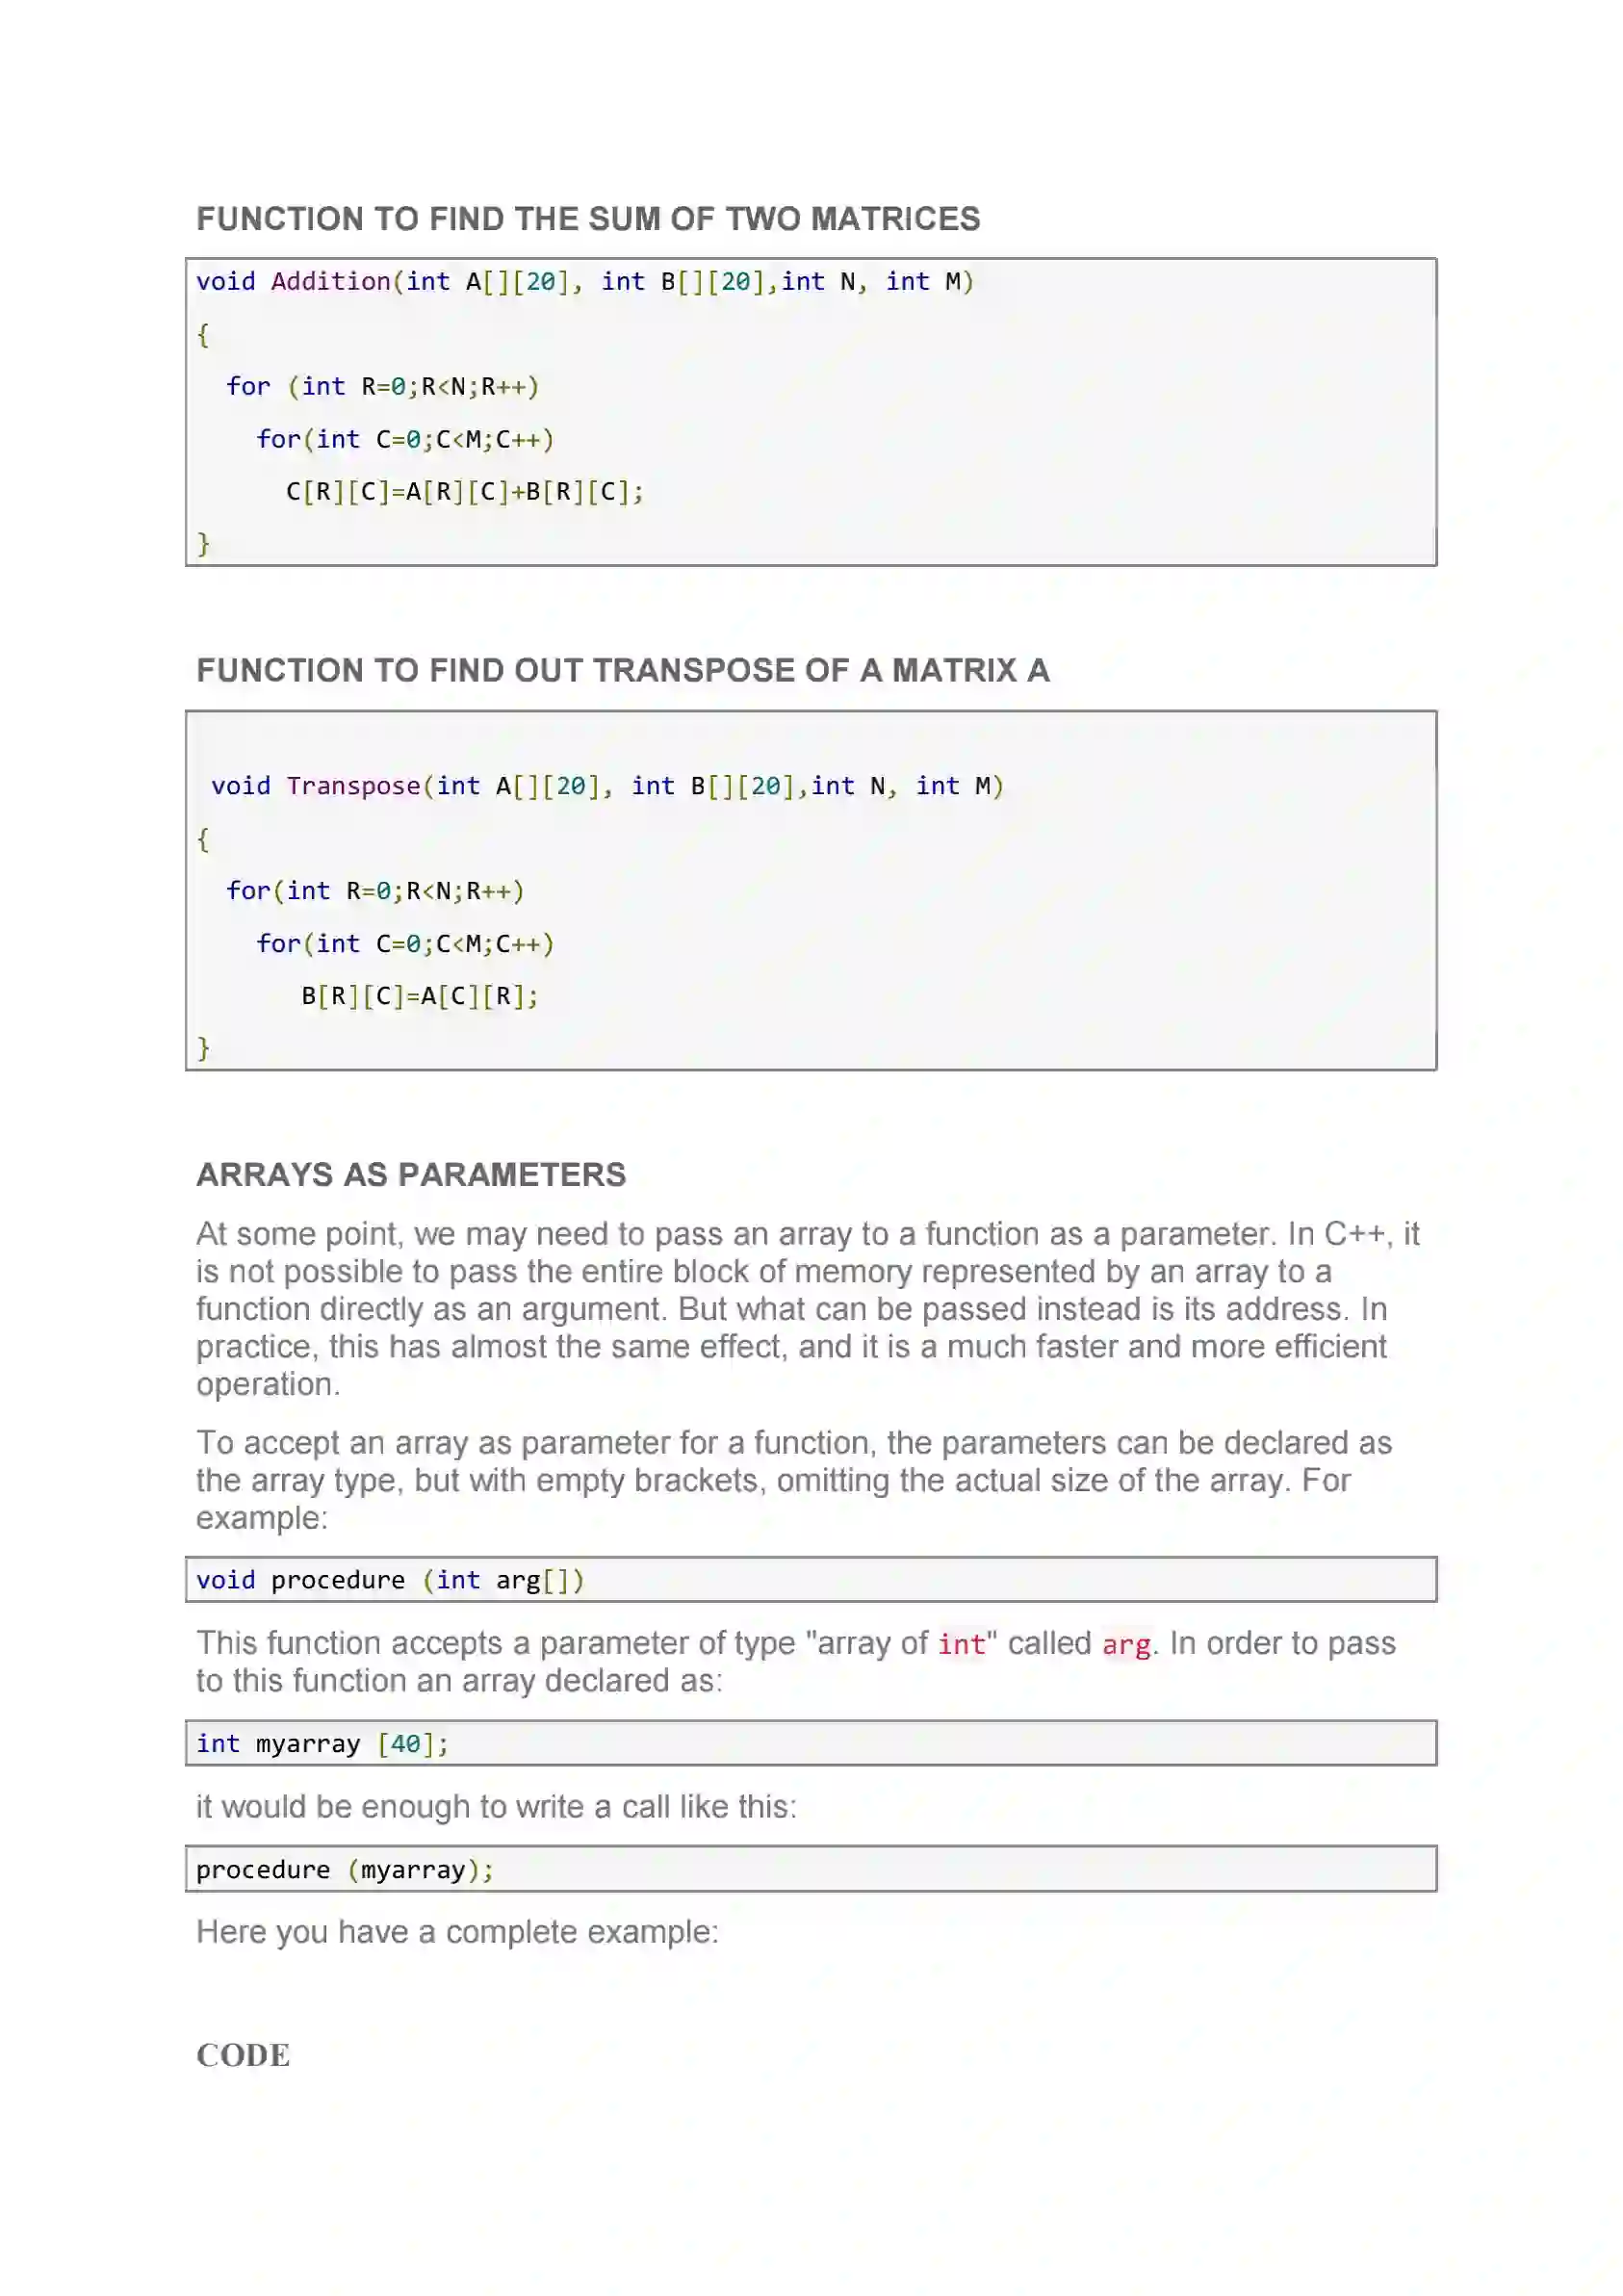 FUNCTION TO FIND THE SUM OF TWO MATRICES
void Addition(int A[][20], int B[][20],int N, int M)
{
  for (int R=0;R<N;R++)
    for(int C=0;C<M;C++)
      C[R][C]=A[R][C]+B[R][C];
}
FUNCTION TO FIND OUT TRANSPOSE OF A MATRIX A
 void Transpose(int A[][20], int B[][20],int N, int M)
{
  for(int R=0;R<N;R++)
    for(int C=0;C<M;C++)
       B[R][C]=A[C][R];
}
ARRAYS AS PARAMETERS
At some point, we may need to pass an array to a function as a parameter. In C++, it
is not possible to pass the entire block of memory represented by an array to a
function directly as an argument. But what can be passed instead is its address. In
practice, this has almost the same effect, and it is a much faster and more efficient
operation.
To accept an array as parameter for a function, the parameters can be declared as
the array type, but with empty brackets, omitting the actual size of the array. For
example:
void procedure (int arg[])
This function accepts a parameter of type "array of int" called arg. In order to pass
to this function an array declared as:
int myarray [40];
it would be enough to write a call like this:
procedure (myarray);
Here you have a complete example:
CODE